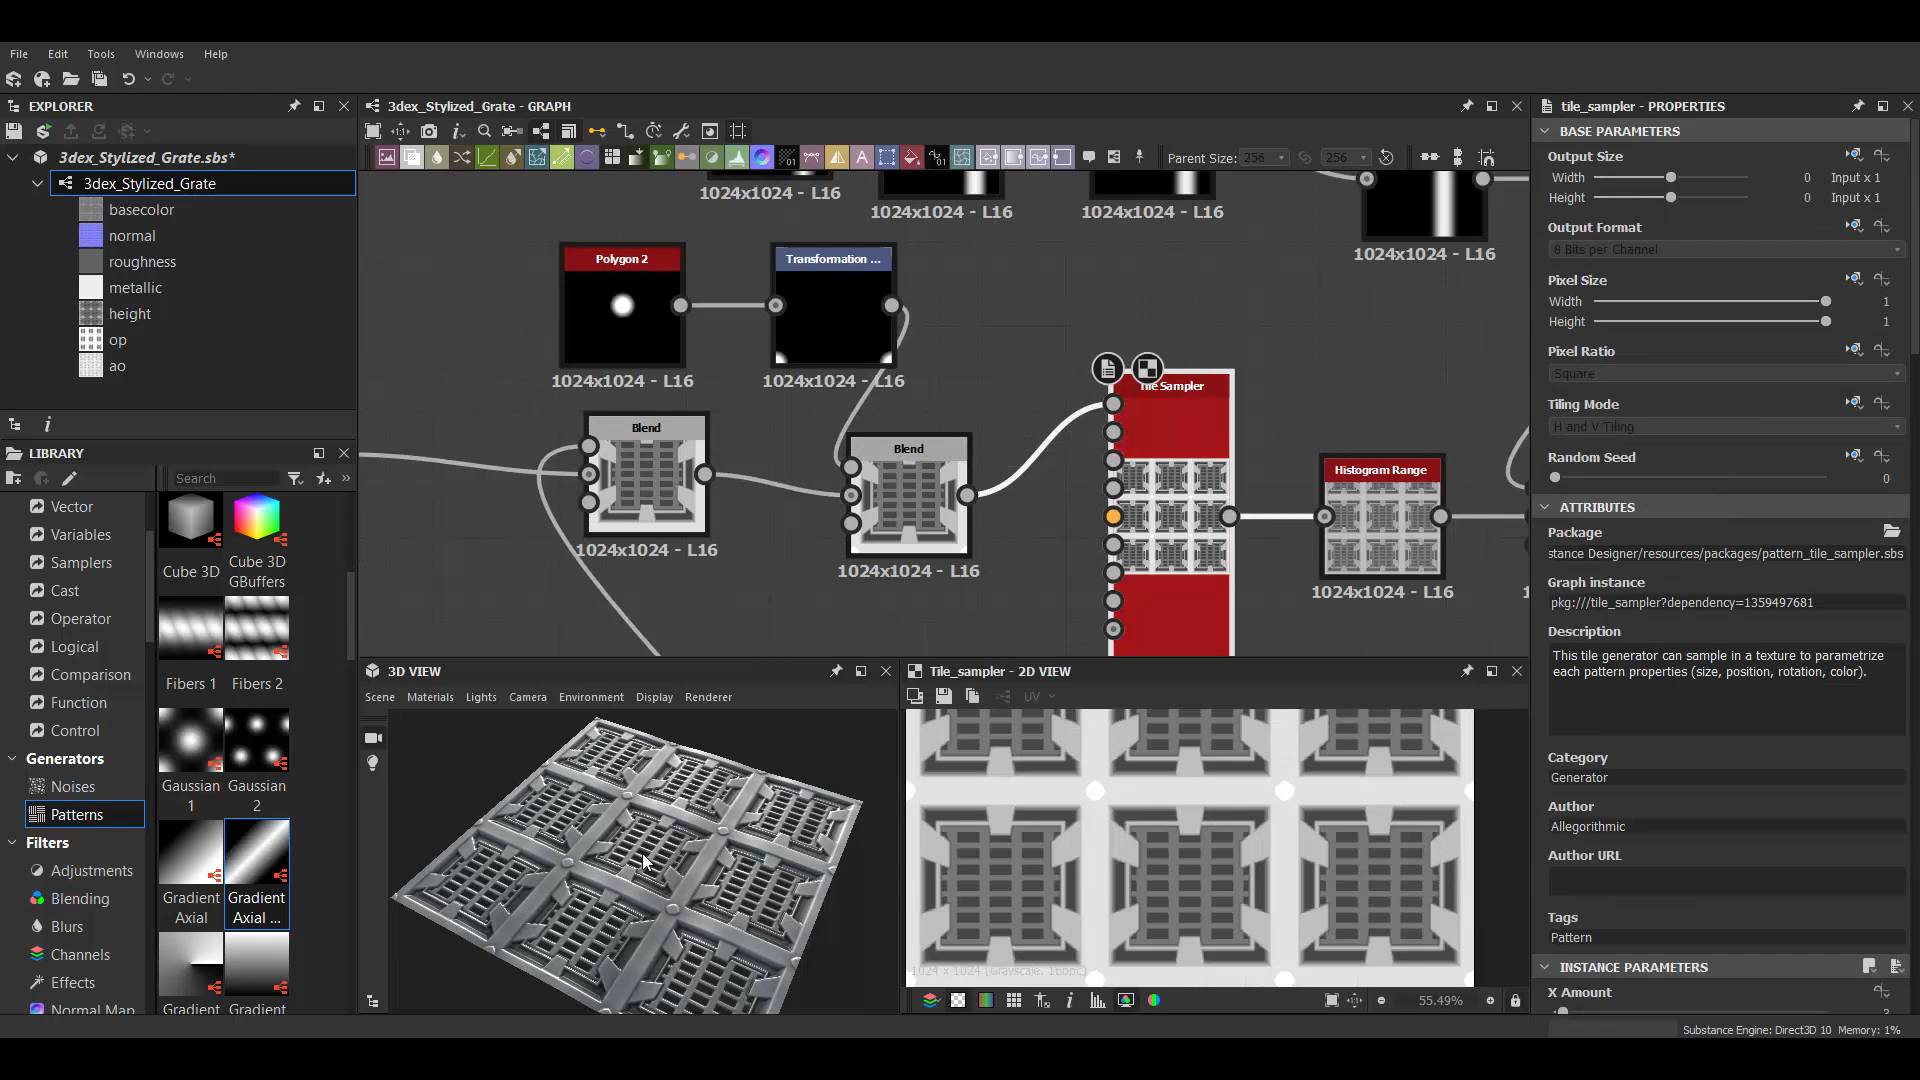 File Edit Tools Windows Help
EXPLORER
3dex_Stylized_Grate.sbs*
3dex_Stylized_Grate
basecolor
normal
roughness
metallic
height
op
ao
LIBRARY
Search
Vector
Variables
Samplers
Cast
Operator
Logical
Comparison
Function
Control
Generators
Noises
Patterns
Filters
Adjustments
Blending
Blurs
Channels
Effects
Normal Map
Cube 3D
Cube 3D
GBuffers
Fibers 1
Fibers 2
Gaussian
1
Gaussian
2
Gradient
Axial
Gradient
Axial ...
Gradient
Gradient
3dex_Stylized_Grate - GRAPH
Parent Size: 256 256
1024x1024 - L16
1024x1024 - L16
1024x1024 - L16
1024x1024 - L16
Polygon 2
1024x1024 - L16
Transformation ...
1024x1024 - L16
Blend
1024x1024 - L16
Blend
1024x1024 - L16
Tile Sampler
Histogram Range
1024x1024 - L16
3D VIEW
Scene Materials Lights Camera Environment Display Renderer
Tile_sampler - 2D VIEW
UV
1024 x 1024 (Grayscale, 16bpc)
55.49%
tile_sampler - PROPERTIES
BASE PARAMETERS
Output Size
Width 0 Input x 1
Height 0 Input x 1
Output Format
8 Bits per Channel
Pixel Size
Width 1
Height 1
Pixel Ratio
Square
Tiling Mode
H and V Tiling
Random Seed
0
ATTRIBUTES
Package
stance Designer/resources/packages/pattern_tile_sampler.sbs
Graph instance
pkg:///tile_sampler?dependency=1359497681
Description
This tile generator can sample in a texture to parametrize
each pattern properties (size, position, rotation, color).
Category
Generator
Author
Allegorithmic
Author URL
Tags
Pattern
INSTANCE PARAMETERS
X Amount
Substance Engine: Direct3D 10 Memory: 1%